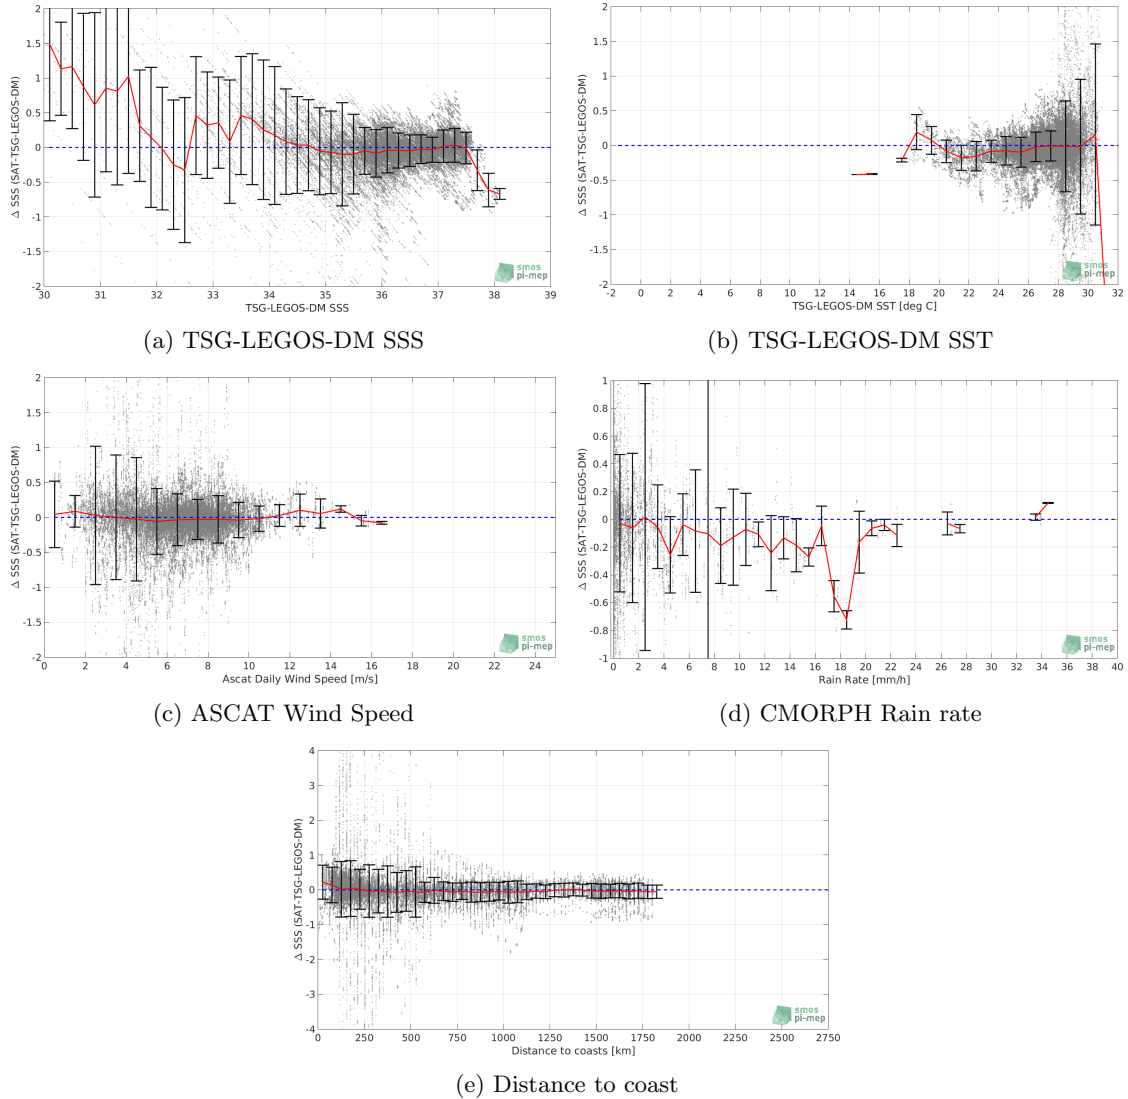 2
1.5
1
0.5
0
-0.5
-1
-1.5
-2
Δ SSS (SAT-TSG-LEGOS-DM)
30 31 32 33 34 35 36 37 38 39
TSG-LEGOS-DM SSS
smos
pi-mep
(a) TSG-LEGOS-DM SSS
2
1.5
1
0.5
0
-0.5
-1
-1.5
-2
Δ SSS (SAT-TSG-LEGOS-DM)
-2 0 2 4 6 8 10 12 14 16 18 20 22 24 26 28 30 32
TSG-LEGOS-DM SST [deg C]
smos
pi-mep
(b) TSG-LEGOS-DM SST
2
1.5
1
0.5
0
-0.5
-1
-1.5
-2
Δ SSS (SAT-TSG-LEGOS-DM)
0 2 4 6 8 10 12 14 16 18 20 22 24
Ascat Daily Wind Speed [m/s]
smos
pi-mep
(c) ASCAT Wind Speed
1
0.8
0.6
0.4
0.2
0
-0.2
-0.4
-0.6
-0.8
-1
Δ SSS (SAT-TSG-LEGOS-DM)
0 2 4 6 8 10 12 14 16 18 20 22 24 26 28 30 32 34 36 38 40
Rain Rate [mm/h]
smos
pi-mep
(d) CMORPH Rain rate
4
3
2
1
0
-1
-2
-3
-4
Δ SSS (SAT-TSG-LEGOS-DM)
0 250 500 750 1000 1250 1500 1750 2000 2250 2500 2750
Distance to coasts [km]
smos
pi-mep
(e) Distance to coast